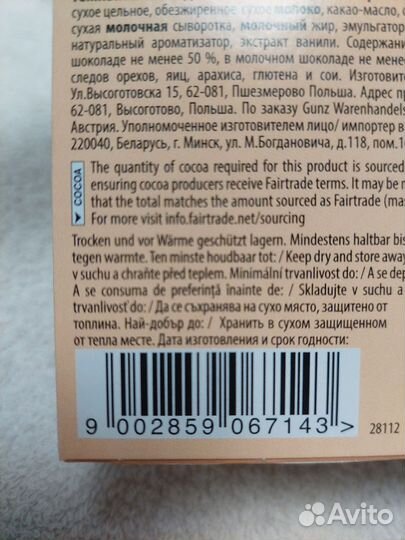 сухое цельное, обезжиренное сухое молоко, какао-масло,
сухая молочная сыворотка, молочный жир, эмульгатор
натуральный ароматизатор, экстракт ванили. Содержани
шоколаде не менее 50 %, в молочном шоколаде не мен
следов орехов, яиц, арахиса, глютена и сои. Изготовите
Ул.Высоготовска 15, 62-081, Пшезмерово Польша. Адрес пр
62-081, Высоготово, Польша. По заказу Gunz Warenhandels
Австрия. Уполномоченное изготовителем лицо/ импортер в
220040, Беларусь, г. Минск, ул. М.Богдановича, д.118, пом.1
COCOA
The quantity of cocoa required for this product is sourced
ensuring cocoa producers receive Fairtrade terms. It may be m
that the total matches the amount sourced as Fairtrade (mas
For more visit info.fairtrade.net/sourcing
Trocken und vor Wärme geschützt lagern. Mindestens haltbar bis
tegen warmte. Ten minste houdbaar tot: / Keep dry and store away
v suchu a chraňte před teplem. Minimální trvanlivost do: / A se dep
A se consuma de preferință înainte de: / Skladujte v suchu a
trvanlivosť do: / Да се съхранява на сухо място, защитено от
топлина. Най-добър до: / Хранить в сухом защищенном
от тепла месте. Дата изготовления и срок годности:
9 002859 067143 >
28112
Avito